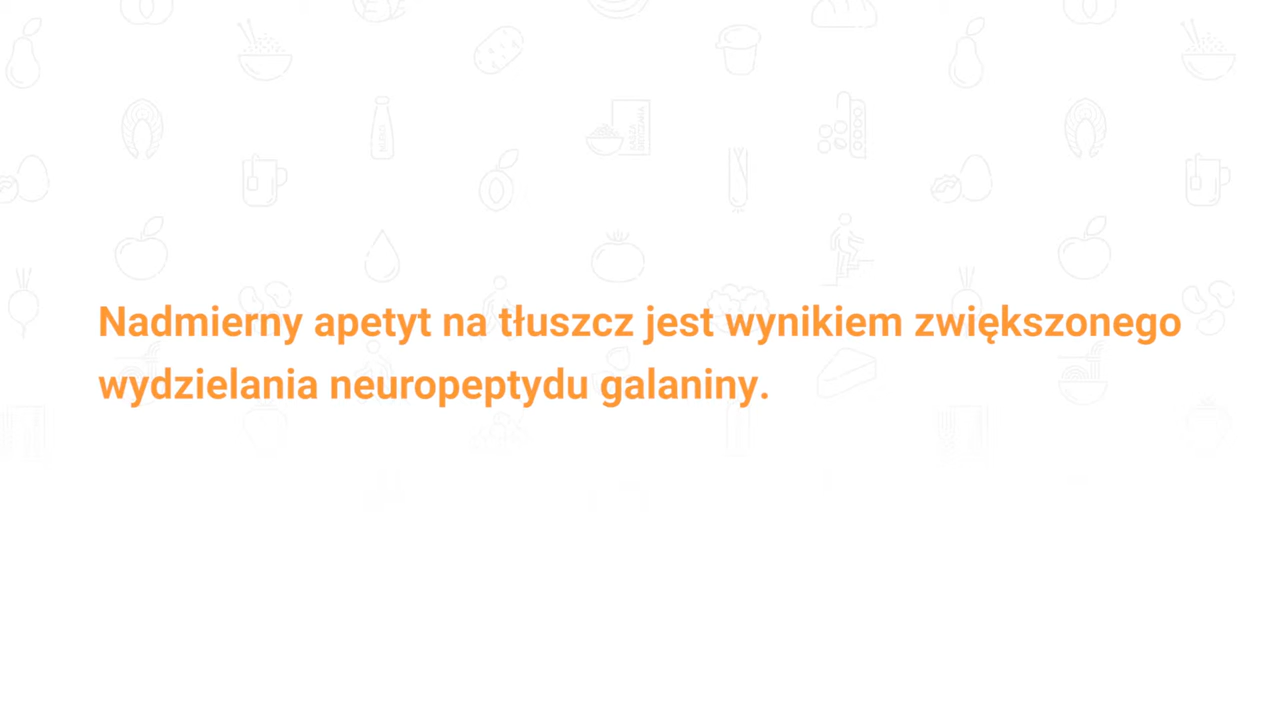 Nadmierny apetyt na tłuszcz jest wynikiem zwiększonego
wydzielania neuropeptydu galaniny.